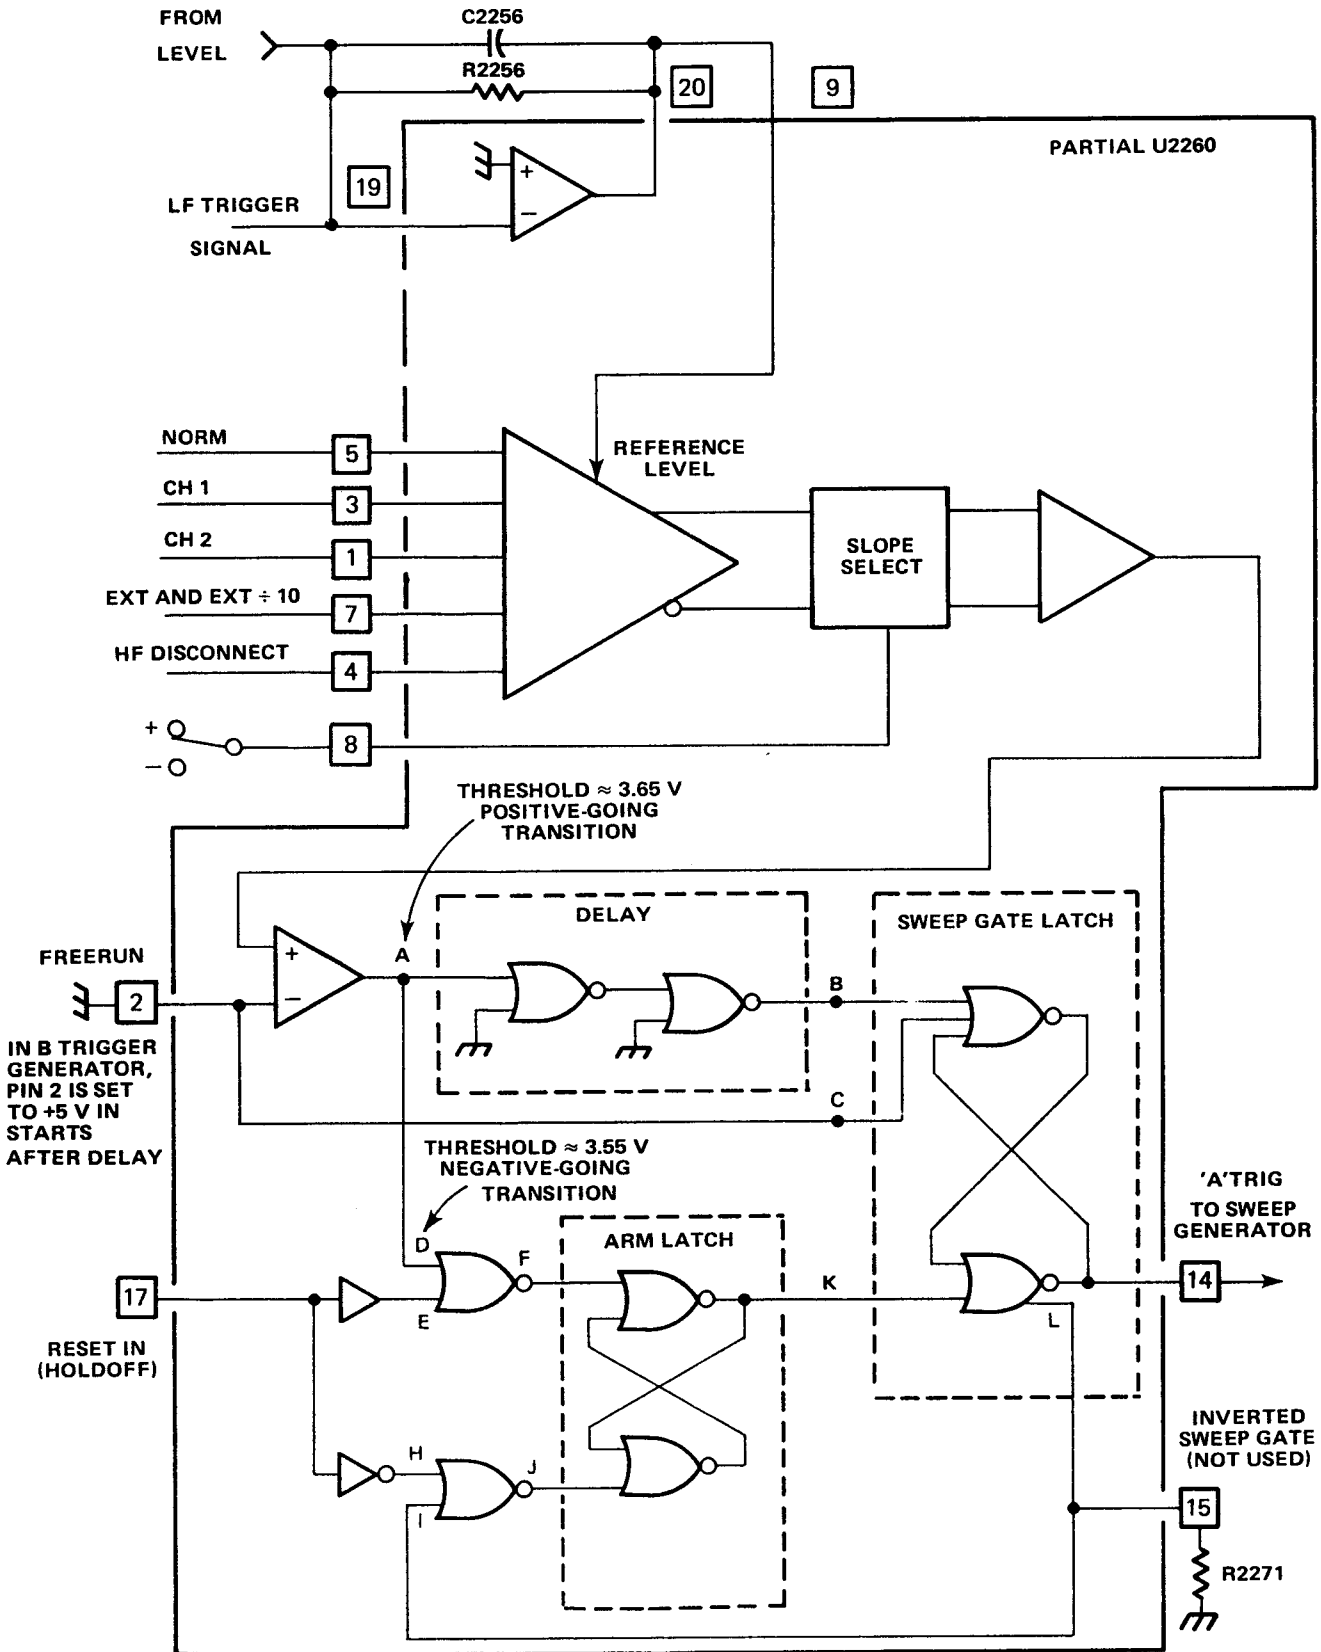 FROM
LEVEL
C2256
R2256
20
9
PARTIAL U2260
19
LF TRIGGER
SIGNAL
+
−
NORM
5
CH 1
3
CH 2
1
EXT AND EXT ÷ 10
7
HF DISCONNECT
4
REFERENCE
LEVEL
SLOPE
SELECT
+
−
8
THRESHOLD ≈ 3.65 V
POSITIVE-GOING
TRANSITION
DELAY
SWEEP GATE LATCH
A
B
+
−
FREERUN
2
IN B TRIGGER
GENERATOR,
PIN 2 IS SET
TO +5 V IN
STARTS
AFTER DELAY
C
THRESHOLD ≈ 3.55 V
NEGATIVE-GOING
TRANSITION
'A'TRIG
TO SWEEP
GENERATOR
ARM LATCH
D
F
E
K
L
14
17
RESET IN
(HOLDOFF)
H
I
J
INVERTED
SWEEP GATE
(NOT USED)
15
R2271